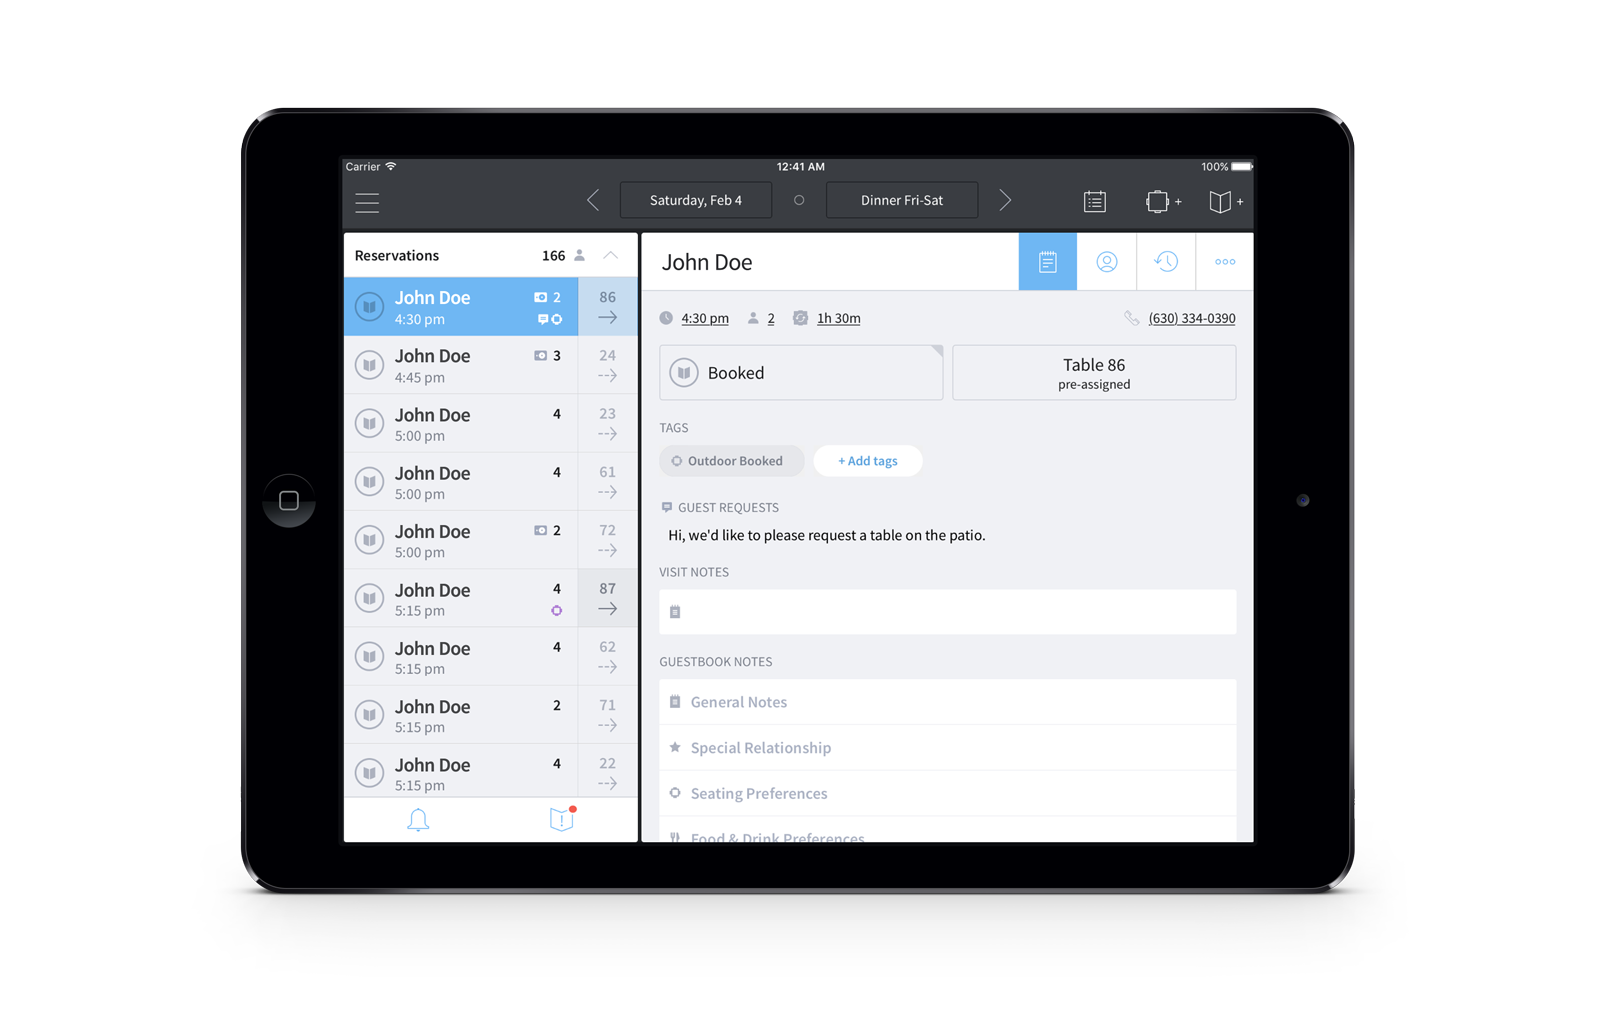 Carrier
12:41 AM
100%
Saturday, Feb 4
Dinner Fri-Sat
+
+
Reservations 166
John Doe 2 86
4:30 pm
John Doe 3 24
4:45 pm
John Doe 4 23
5:00 pm
John Doe 4 61
5:00 pm
John Doe 2 72
5:00 pm
John Doe 4 87
5:15 pm
John Doe 4 62
5:15 pm
John Doe 2 71
5:15 pm
John Doe 4 22
5:15 pm
John Doe
4:30 pm 2 1h 30m (630) 334-0390
Booked
Table 86
pre-assigned
TAGS
Outdoor Booked
+ Add tags
GUEST REQUESTS
Hi, we'd like to please request a table on the patio.
VISIT NOTES
GUESTBOOK NOTES
General Notes
Special Relationship
Seating Preferences
Food & Drink Preferences